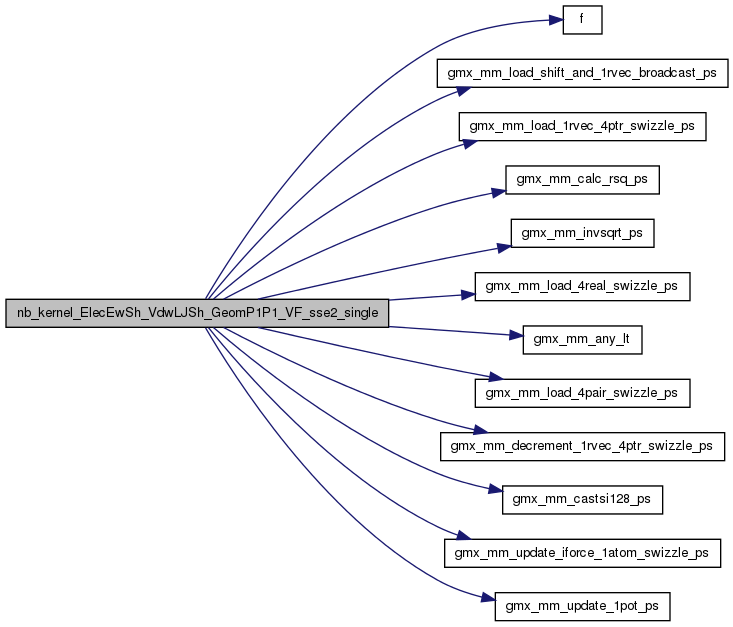 f
gmx_mm_load_shift_and_1rvec_broadcast_ps
gmx_mm_load_1rvec_4ptr_swizzle_ps
gmx_mm_calc_rsq_ps
gmx_mm_invsqrt_ps
gmx_mm_load_4real_swizzle_ps
nb_kernel_ElecEwSh_VdwLJSh_GeomP1P1_VF_sse2_single
gmx_mm_any_lt
gmx_mm_load_4pair_swizzle_ps
gmx_mm_decrement_1rvec_4ptr_swizzle_ps
gmx_mm_castsi128_ps
gmx_mm_update_iforce_1atom_swizzle_ps
gmx_mm_update_1pot_ps